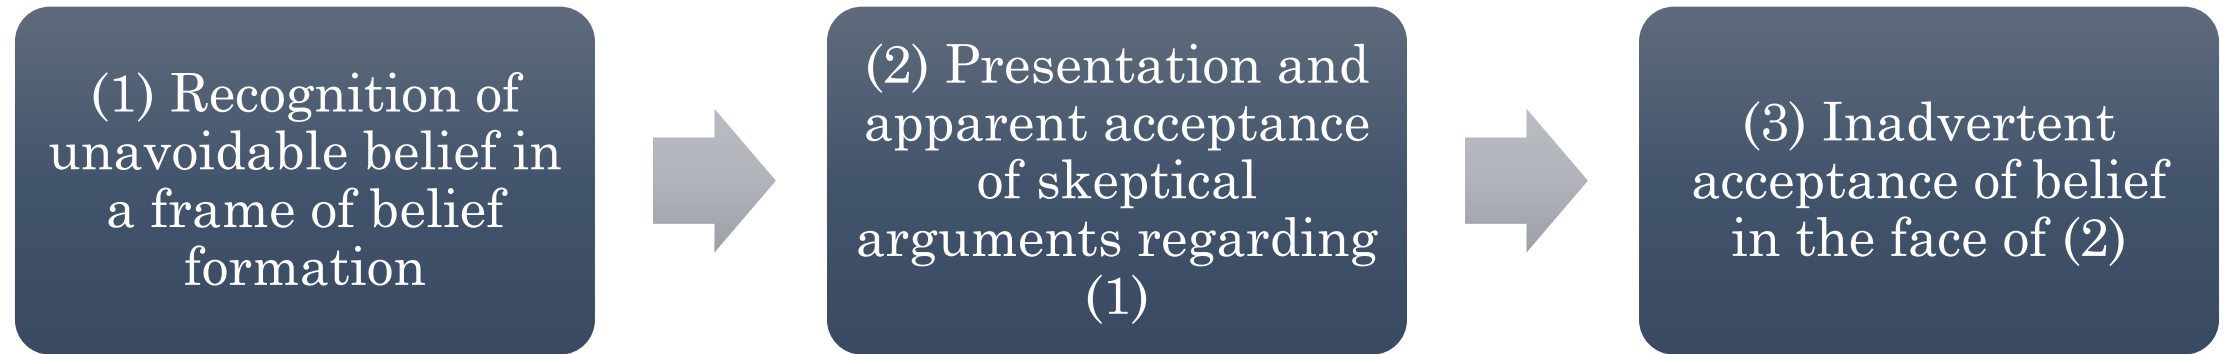 (1) Recognition of
unavoidable belief in
a frame of belief
formation
(2) Presentation and
apparent acceptance
of skeptical
arguments regarding
(1)
(3) Inadvertent
acceptance of belief
in the face of (2)